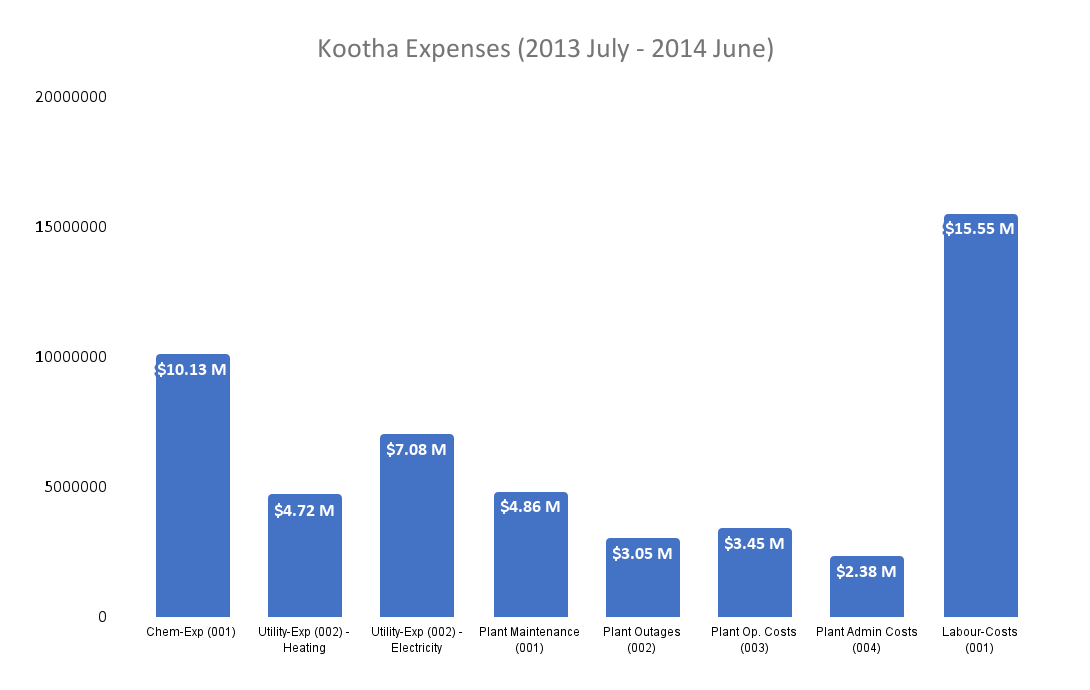 Kootha Expenses (2013 July - 2014 June)
20000000
15000000
10000000
5000000
0
$10.13 M
$4.72 M
$7.08 M
$4.86 M
$3.05 M
$3.45 M
$2.38 M
$15.55 M
Chem-Exp (001)
Utility-Exp (002) -
Heating
Utility-Exp (002) -
Electricity
Plant Maintenance
(001)
Plant Outages
(002)
Plant Op. Costs
(003)
Plant Admin Costs
(004)
Labour-Costs
(001)